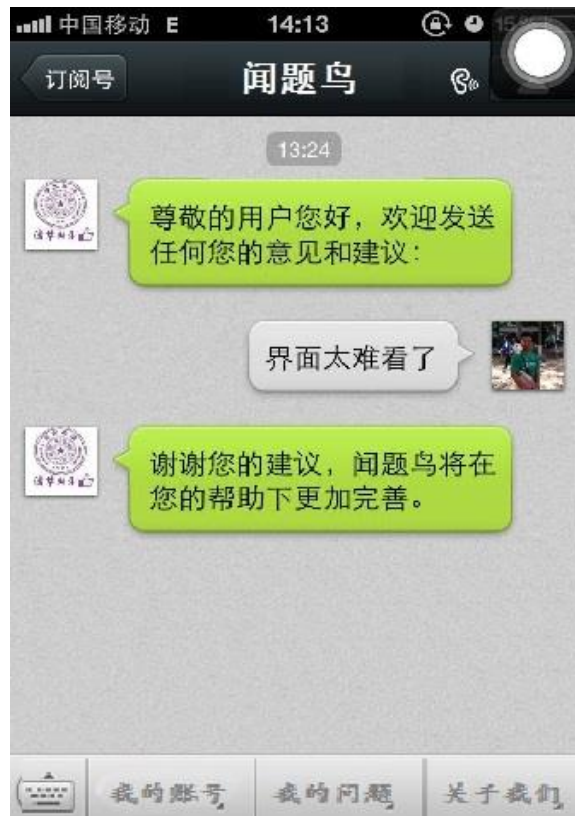 中国移动 E 14:13
订阅号 闻题鸟
13:24
尊敬的用户您好，欢迎发送
任何您的意见和建议：
界面太难看了
谢谢您的建议，闻题鸟将在
您的帮助下更加完善。
我的账号 我的问题 关于我们